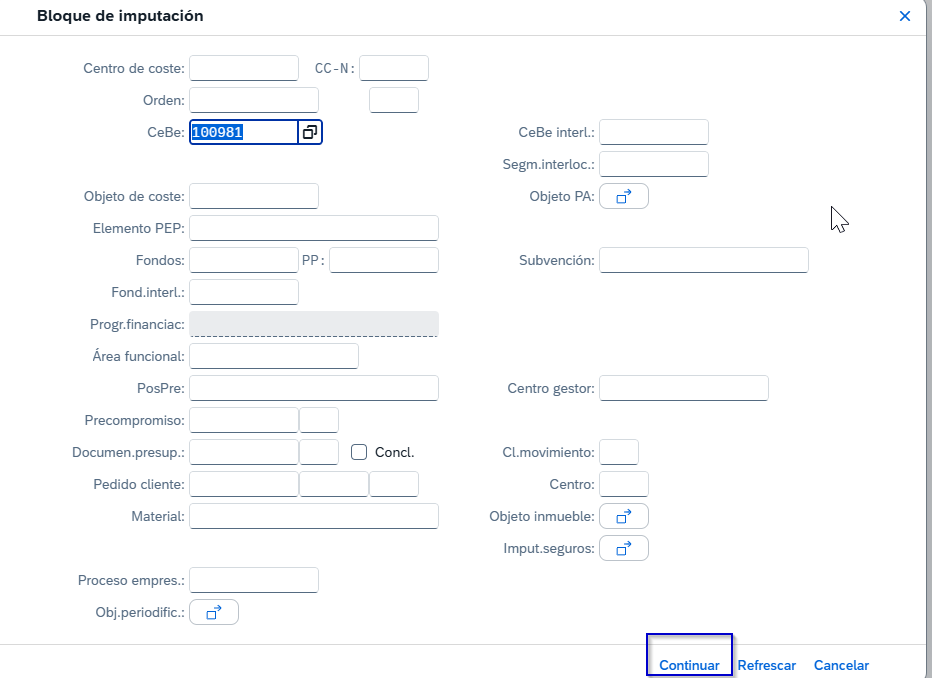 Bloque de imputación
Centro de coste: CC-N:
Orden:
CeBe: 100981 CeBe interl.:
Segm.interloc.:
Objeto de coste: Objeto PA:
Elemento PEP:
Fondos: PP: Subvención:
Fond.interl.:
Progr.financiac:
Área funcional:
PosPre: Centro gestor:
Precompromiso:
Documen.presup.: Concl. Cl.movimiento:
Pedido cliente: Centro:
Material: Objeto inmueble:
Imput.seguros:
Proceso empres.:
Obj.periodific.:
Continuar Refrescar Cancelar